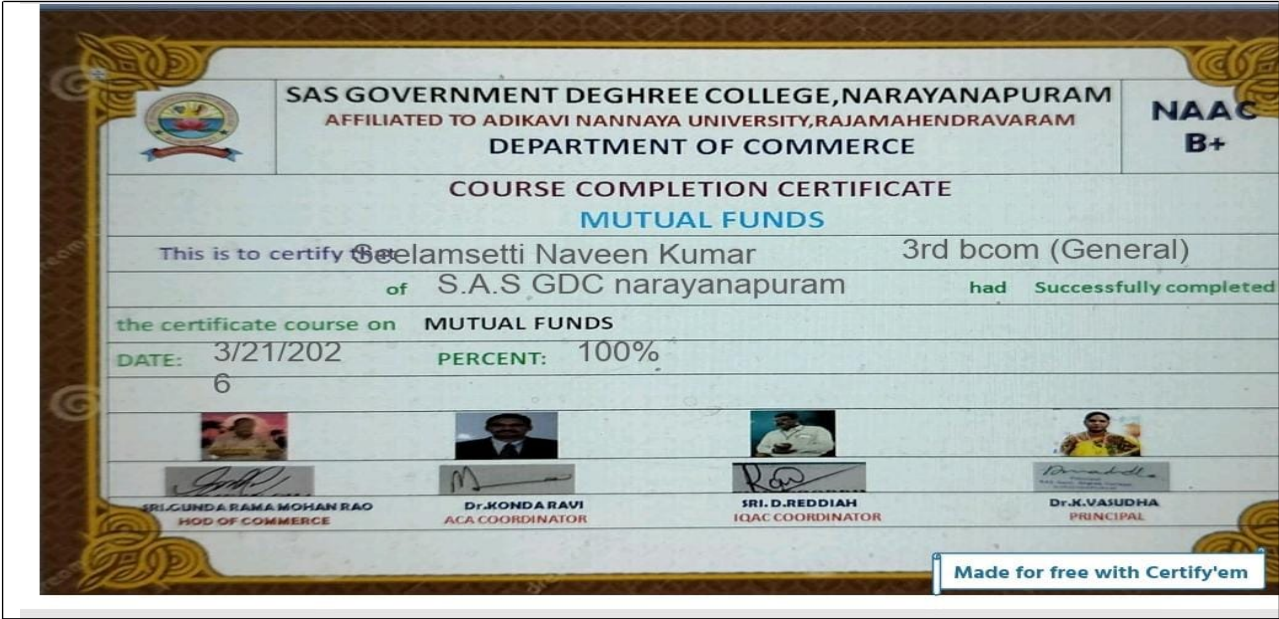 SAS GOVERNMENT DEGHREE COLLEGE,NARAYANAPURAM
AFFILIATED TO ADIKAVI NANNAYA UNIVERSITY,RAJAMAHENDRAVARAM
DEPARTMENT OF COMMERCE
NAAC
B+
COURSE COMPLETION CERTIFICATE
MUTUAL FUNDS
This is to certify that Seelamsetti Naveen Kumar 3rd bcom (General)
of S.A.S GDC narayanapuram had Successfully completed
the certificate course on MUTUAL FUNDS
DATE: 3/21/202
6
PERCENT: 100%
SRI.GUNDA RAMA MOHAN RAO
HOD OF COMMERCE
Dr.KONDA RAVI
ACA COORDINATOR
SRI.D.REDDIAH
IQAC COORDINATOR
Dr.K.VASUDHA
PRINCIPAL
Made for free with Certify'em